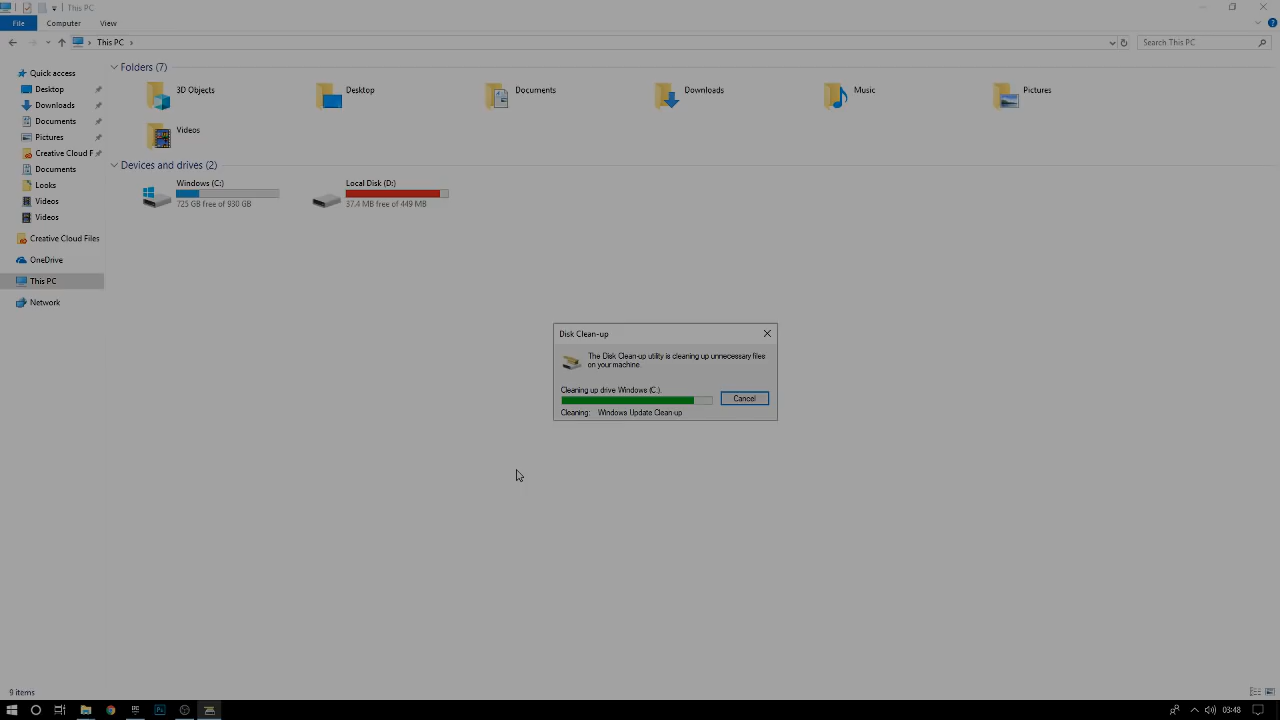 This PC
File Computer View
This PC
Search This PC
Quick access
Desktop
Downloads
Documents
Pictures
Creative Cloud F
Documents
Looks
Videos
Videos
Creative Cloud Files
OneDrive
This PC
Network
Folders (7)
3D Objects
Desktop
Documents
Downloads
Music
Pictures
Videos
Devices and drives (2)
Windows (C:)
725 GB free of 930 GB
Local Disk (D:)
37.4 MB free of 449 MB
Disk Clean-up
The Disk Clean-up utility is cleaning up unnecessary files
on your machine.
Cleaning up drive Windows (C:).
Cancel
Cleaning: Windows Update Clean-up
9 items
Ps
03:48